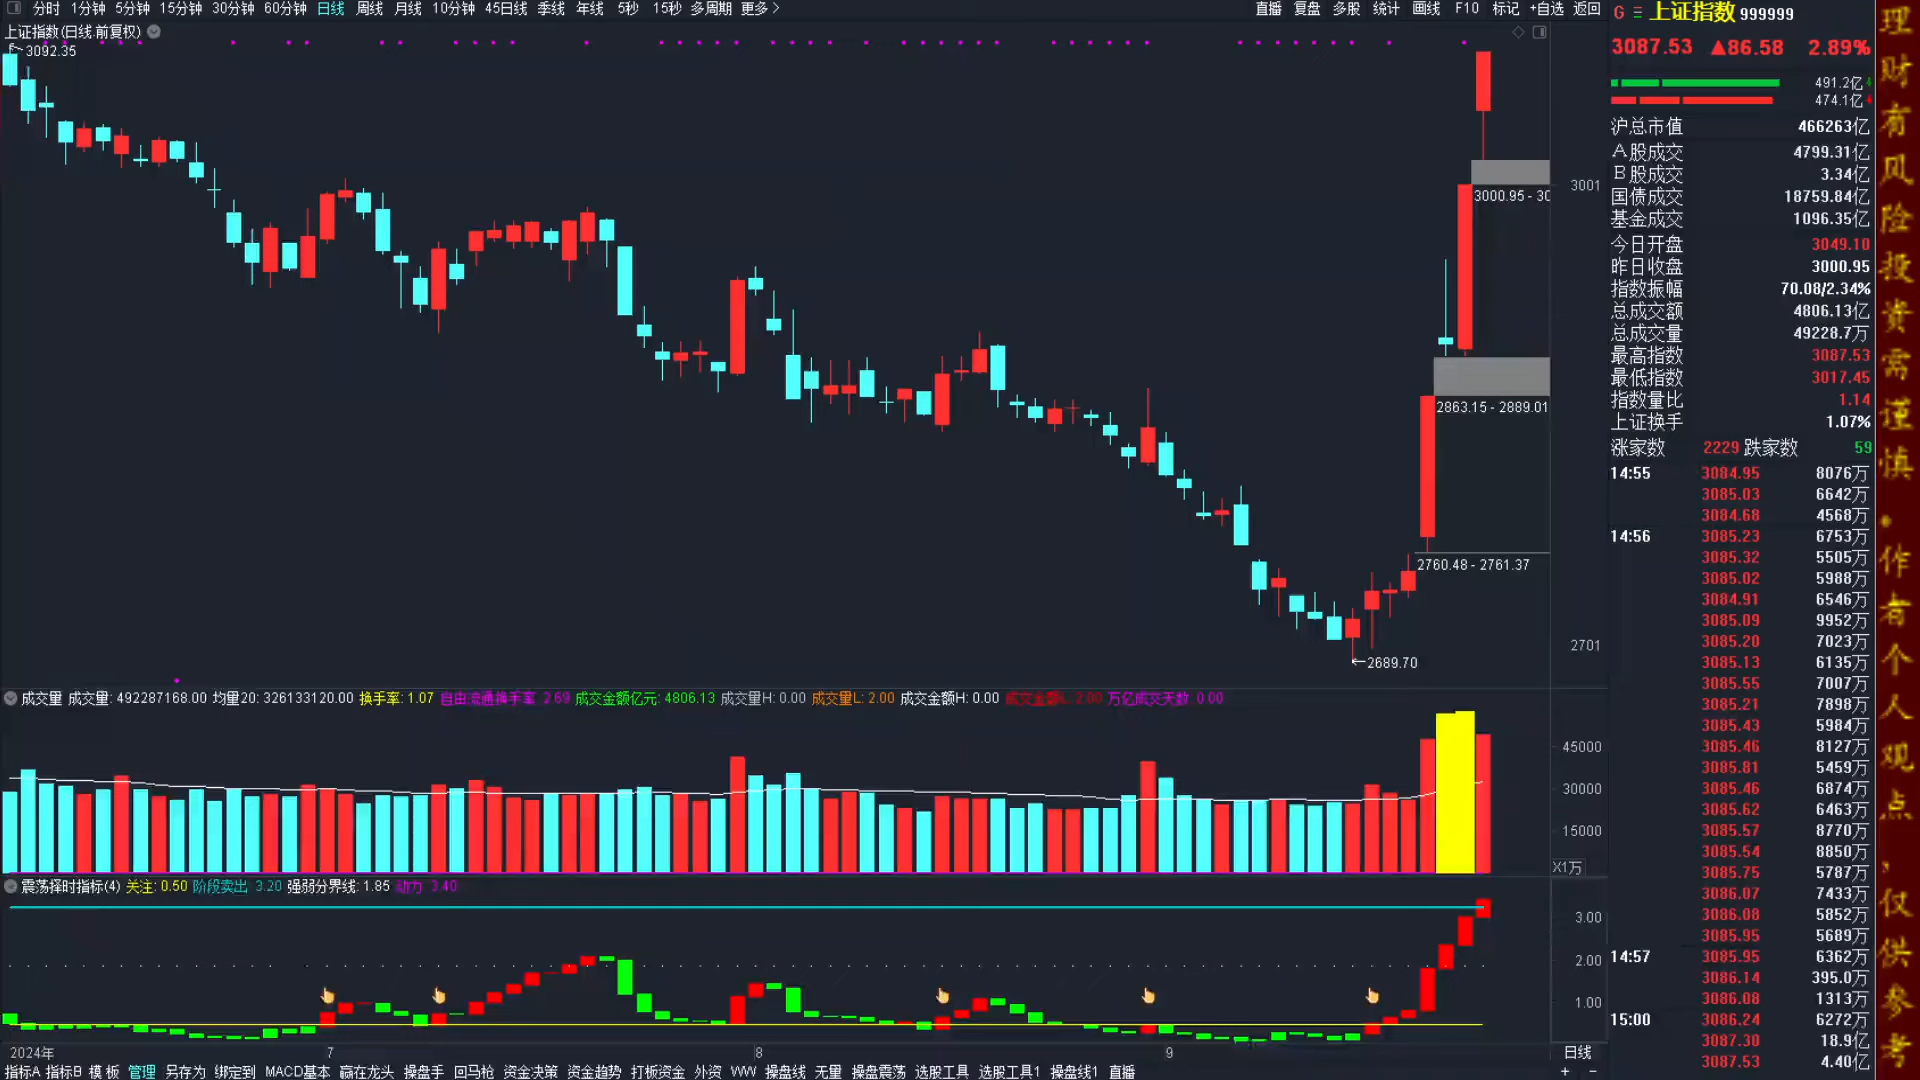 分时 1分钟 5分钟 15分钟 30分钟 60分钟 日线 周线 月线 10分钟 45日线 季线 年线 5秒 15秒 多周期 更多>
直播 复盘 多股 统计 画线 F10 标记 +自选 返回
G 上证指数 999999
上证指数(日线.前复权)
3092.35
3087.53 ▲86.58 2.89%
491.2亿
474.1亿
沪总市值 466263亿
A股成交 4799.31亿
B股成交 3.34亿
国债成交 18759.84亿
基金成交 1096.35亿
今日开盘 3049.10
昨日收盘 3000.95
指数振幅 70.08/2.34%
总成交额 4806.13亿
总成交量 49228.7万
最高指数 3087.53
最低指数 3017.45
指数量比 1.14
上证换手 1.07%
涨家数 2229 跌家数 59
14:55 3084.95 8076万
3085.03 6642万
3084.68 4568万
14:56 3085.23 6753万
3085.32 5505万
3085.02 5988万
3084.91 6546万
3085.09 9952万
3085.20 7023万
3085.13 6135万
3085.55 7007万
3085.21 7898万
3085.43 5984万
3085.46 8127万
3085.81 5459万
3085.46 6874万
3085.62 6463万
3085.57 8770万
3085.54 8850万
3085.75 5787万
3086.07 7433万
3086.08 5852万
3085.95 5689万
14:57 3085.95 6362万
3086.14 395.0万
3086.08 1313万
15:00 3086.24 6272万
3087.30 18.9亿
3087.53 4.40亿
3001
3000.95 - 30
2863.15 - 2889.01
2760.48 - 2761.37
2701
2689.70
成交量 成交量: 492287168.00 均量20: 326133120.00 换手率: 1.07 自由流通换手率 2.69 成交金额亿元: 4806.13 成交量H: 0.00 成交量L: 2.00 成交金额H: 0.00 成交金额L: 2.00 万亿成交天数 0.00
45000
30000
15000
X1万
震荡择时指标(4) 关注: 0.50 阶段卖出 3.20 强弱分界线: 1.85 动力 3.40
3.00
2.00
1.00
2024年 7 8 9 日线
指标A 指标B 模板 管理 另存为 绑定到 MACD基本 赢在龙头 操盘手 回马枪 资金决策 资金趋势 打板资金 外资 WW 操盘线 无量 操盘震荡 选股工具 选股工具1 操盘线1 直播 + −
理财有风险投资需谨慎。作者个人观点，仅供参考